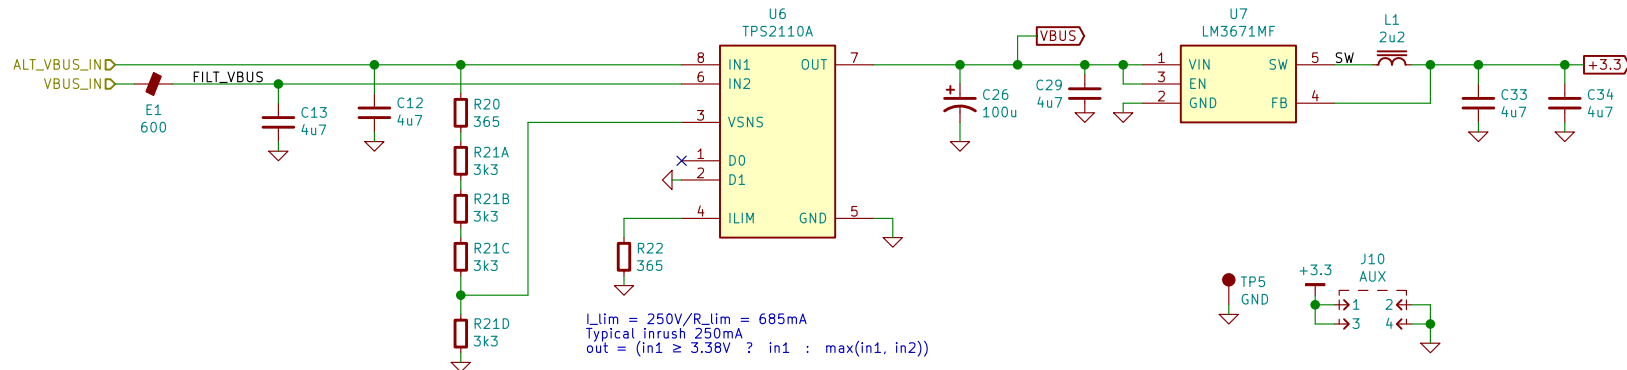 U6
TPS2110A
U7
LM3671MF
L1
2u2
VBUS
ALT_VBUS_IN
VBUS_IN
FILT_VBUS
E1
600
C13
4u7
C12
4u7
R20
365
R21A
3k3
R21B
3k3
R21C
3k3
R21D
3k3
8 IN1
6 IN2
3 VSNS
1 D0
2 D1
4 ILIM
OUT 7
GND 5
R22
365
C26
100u
C29
4u7
1 VIN
3 EN
2 GND
SW 5
FB 4
SW
+3.3
C33
4u7
C34
4u7
I_lim = 250V/R_lim = 685mA
Typical inrush 250mA
out = (in1 ≥ 3.38V ? in1 : max(in1, in2))
TP5
GND
+3.3
J10
AUX
1 2
3 4